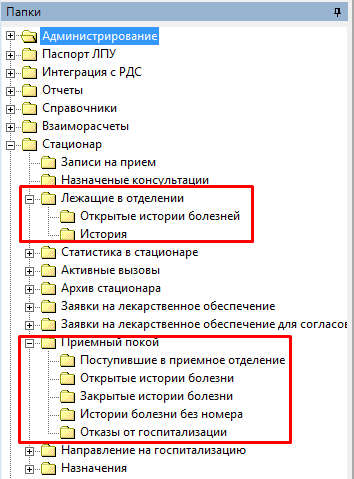 Папки
Администрирование
Паспорт ЛПУ
Интеграция с РДС
Отчеты
Справочники
Взаиморасчеты
Стационар
Записи на прием
Назначеные консультации
Лежащие в отделении
Открытые истории болезней
История
Статистика в стационаре
Активные вызовы
Архив стационара
Заявки на лекарственное обеспечение
Заявки на лекарственное обеспечение для согласов
Приемный покой
Поступившие в приемное отделение
Открытые истории болезни
Закрытые истории болезни
Истории болезни без номера
Отказы от госпитализации
Направление на госпитализацию
Назначения